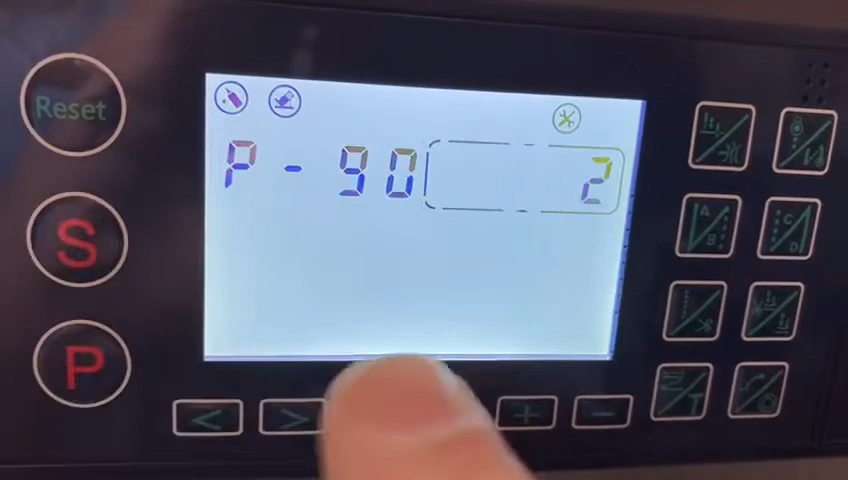 Reset
P - 90 2
S
P
A B
C D
< > + -
T